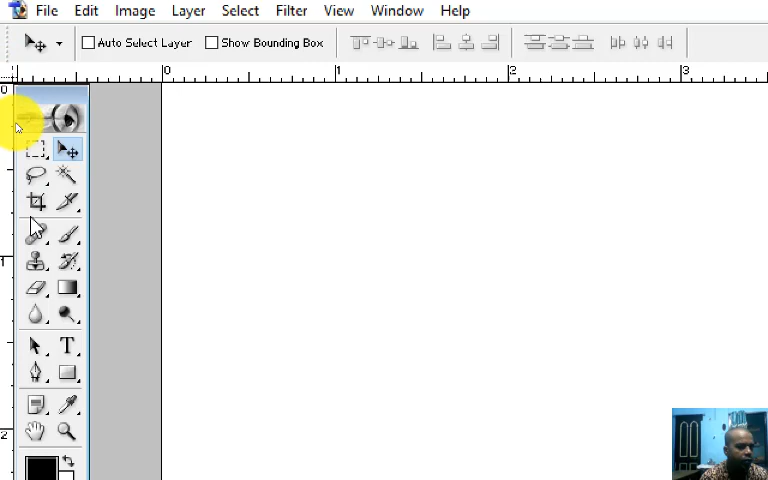 File Edit Image Layer Select Filter View Window Help
Auto Select Layer Show Bounding Box
0 1 2 3
0
T
1
2